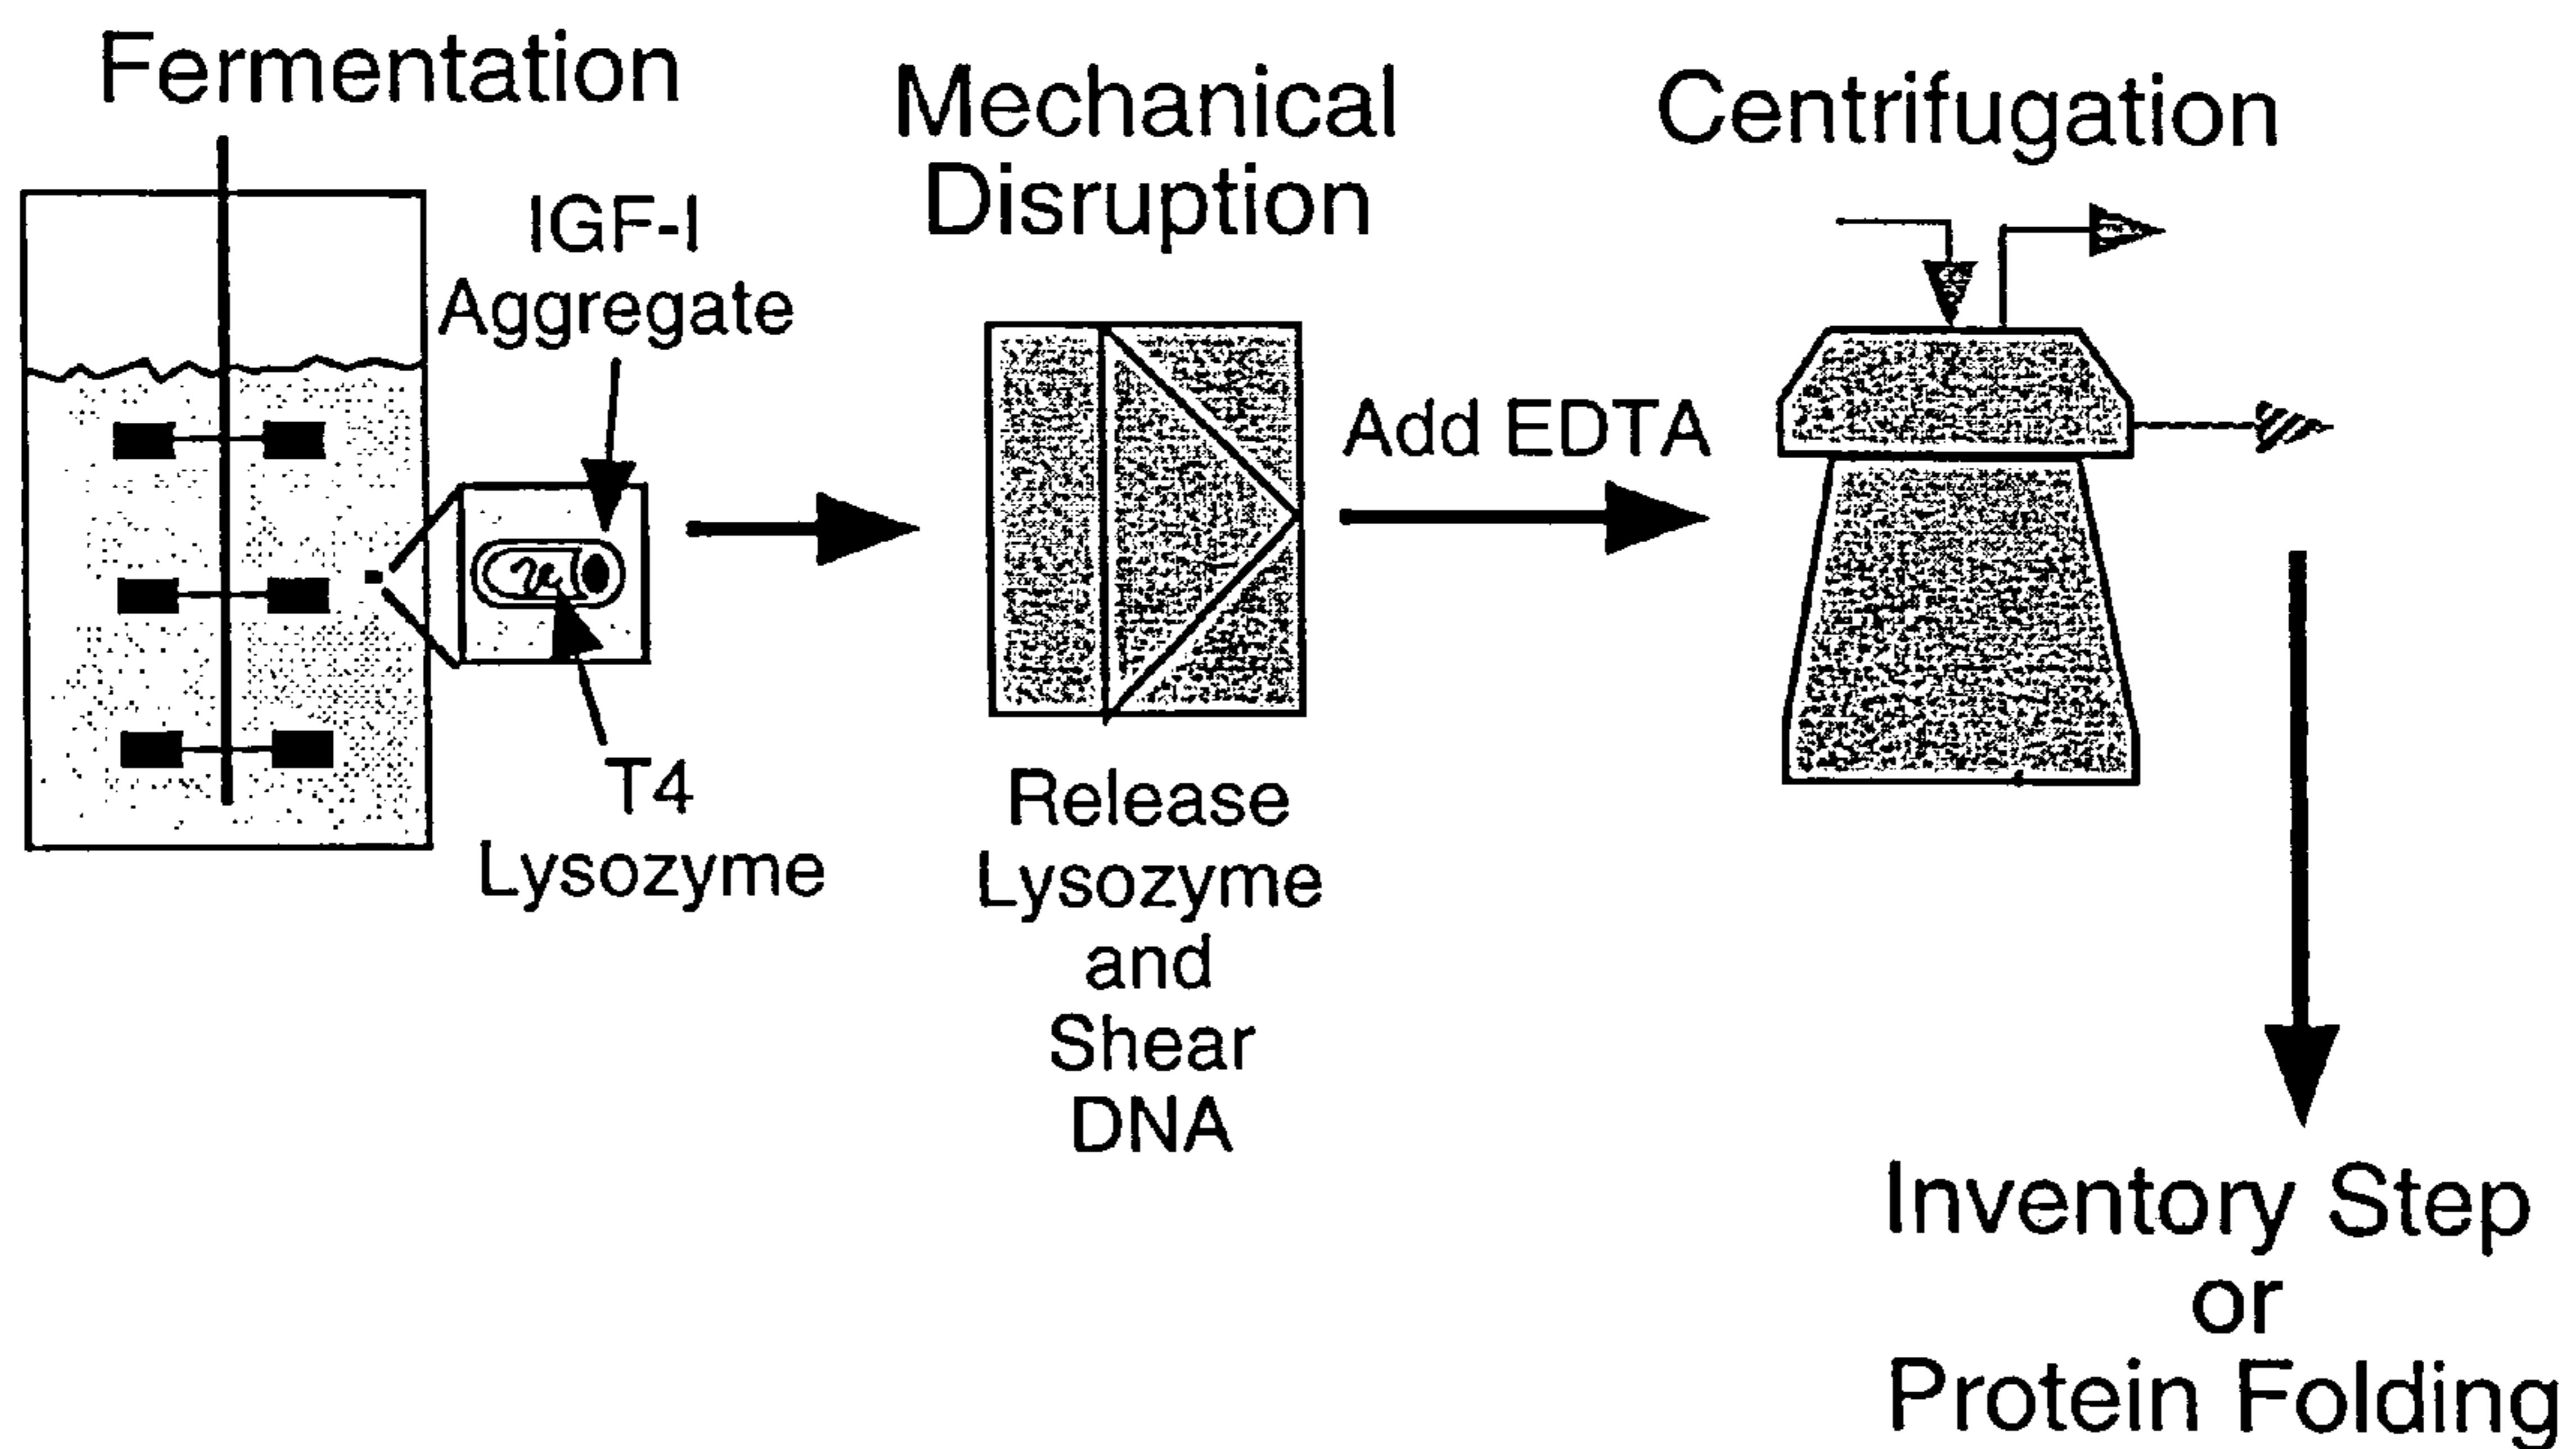 Fermentation
IGF-I
Aggregate
T4
Lysozyme
Mechanical
Disruption
Release
Lysozyme
and
Shear
DNA
Add EDTA
Centrifugation
Inventory Step
or
Protein Folding